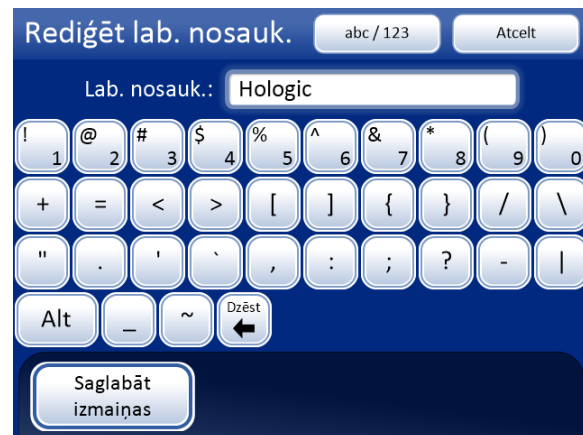 Rediģēt lab. nosauk. abc / 123 Atcelt
Lab. nosauk.: Hologic
! 1 @ 2 # 3 $ 4 % 5 ^ 6 & 7 * 8 ( 9 ) 0
+ = < > [ ] { } / \
" . ' ` , : ; ? - |
Alt _ ~ Dzēst
Saglabāt
izmaiņas